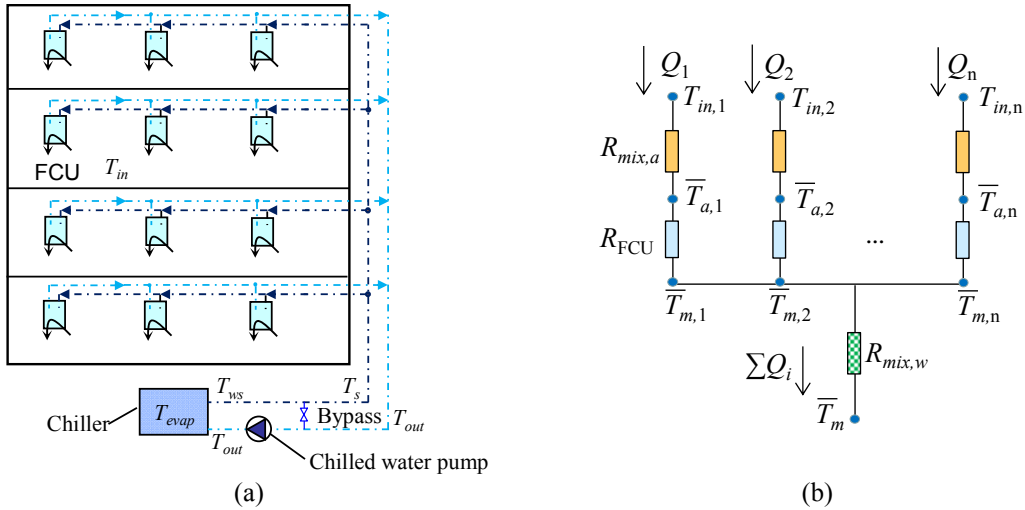 FCU T_in
T_ws T_s
Chiller T_evap Bypass T_out
T_out
Chilled water pump
(a)
Q_1 Q_2 Q_n
T_in,1 T_in,2 T_in,n
R_mix,a
T̅_a,1 T̅_a,2 T̅_a,n
R_FCU ...
T̅_m,1 T̅_m,2 T̅_m,n
∑Q_i R_mix,w
T̅_m
(b)